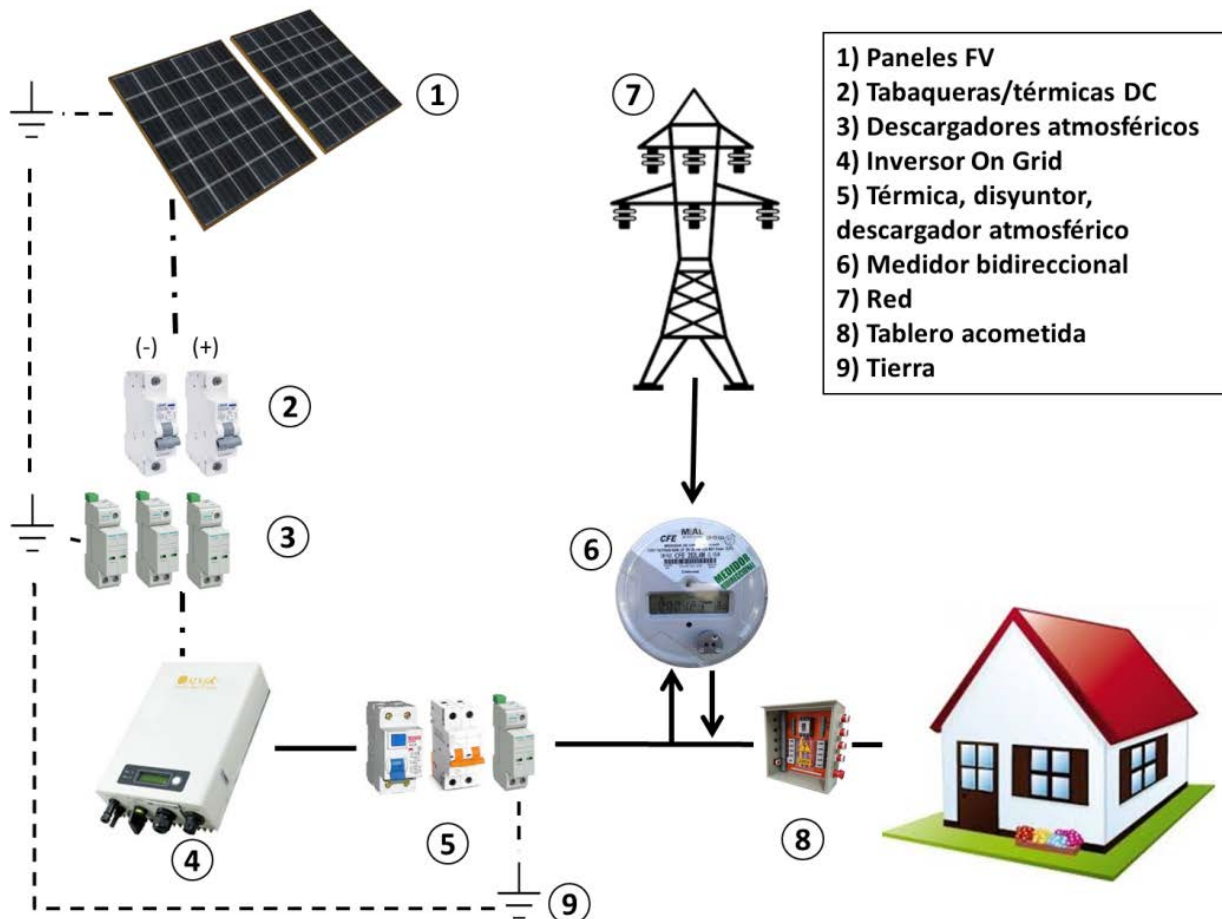 1
7
1) Paneles FV
2) Tabaqueras/térmicas DC
3) Descargadores atmosféricos
4) Inversor On Grid
5) Térmica, disyuntor,
descargador atmosférico
6) Medidor bidireccional
7) Red
8) Tablero acometida
9) Tierra
(-) (+)
2
3
6
CFE
MEDIDOR
BIDIRECCIONAL
4
5
8
9